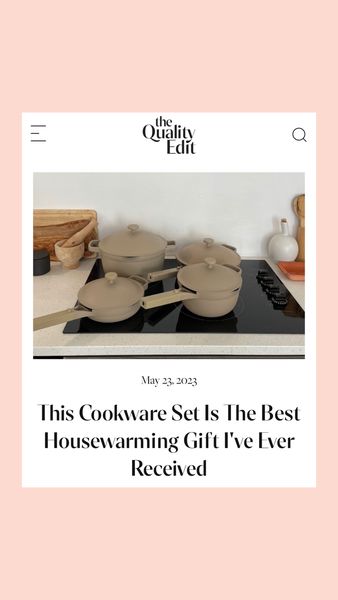 the
Quality
Edit
May 23, 2023
This Cookware Set Is The Best
Housewarming Gift I've Ever
Received